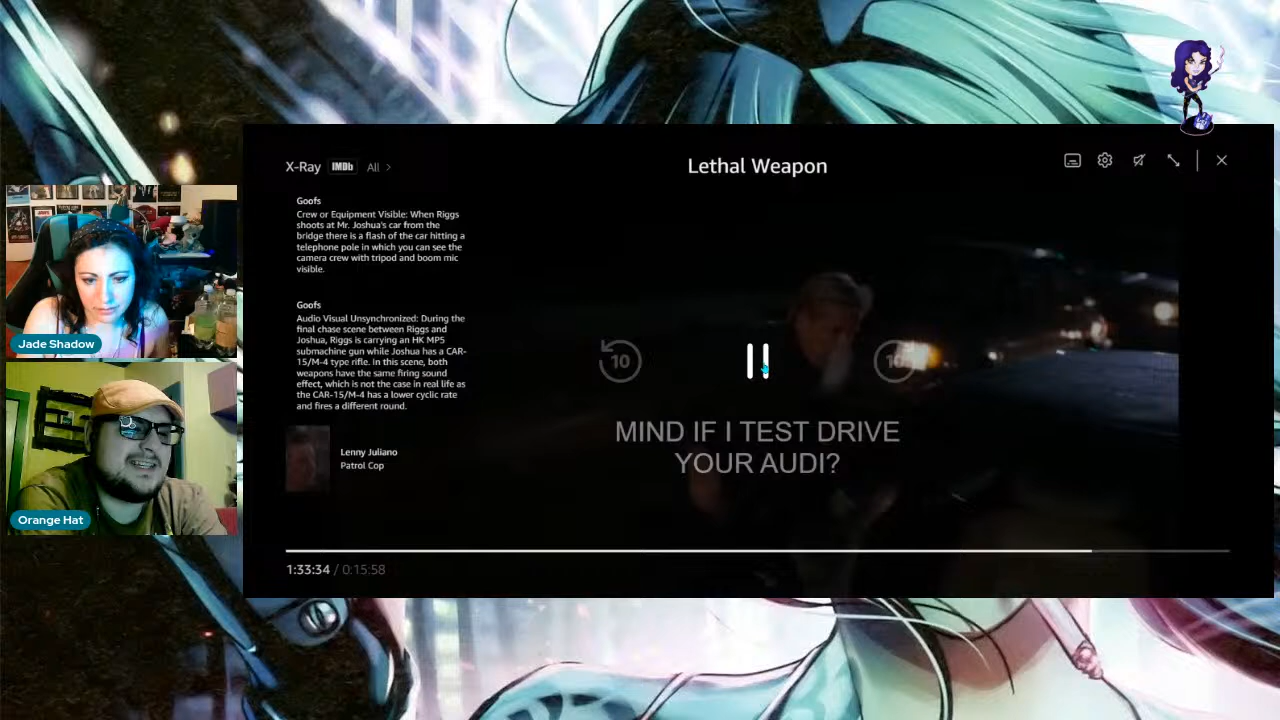 X-Ray IMDb All >
Lethal Weapon
Goofs
Crew or Equipment Visible: When Riggs
shoots at Mr. Joshua's car from the
bridge there is a flash of the car hitting a
telephone pole in which you can see the
camera crew with tripod and boom mic
visible.
Goofs
Audio Visual Unsynchronized: During the
final chase scene between Riggs and
Joshua, Riggs is carrying an HK MP5
submachine gun while Joshua has a CAR-
15/M-4 type rifle. In this scene, both
weapons have the same firing sound
effect, which is not the case in real life as
the CAR-15/M-4 has a lower cyclic rate
and fires a different round.
Lenny Juliano
Patrol Cop
10
10
MIND IF I TEST DRIVE
YOUR AUDI?
1:33:34 / 0:15:58
Jade Shadow
Orange Hat